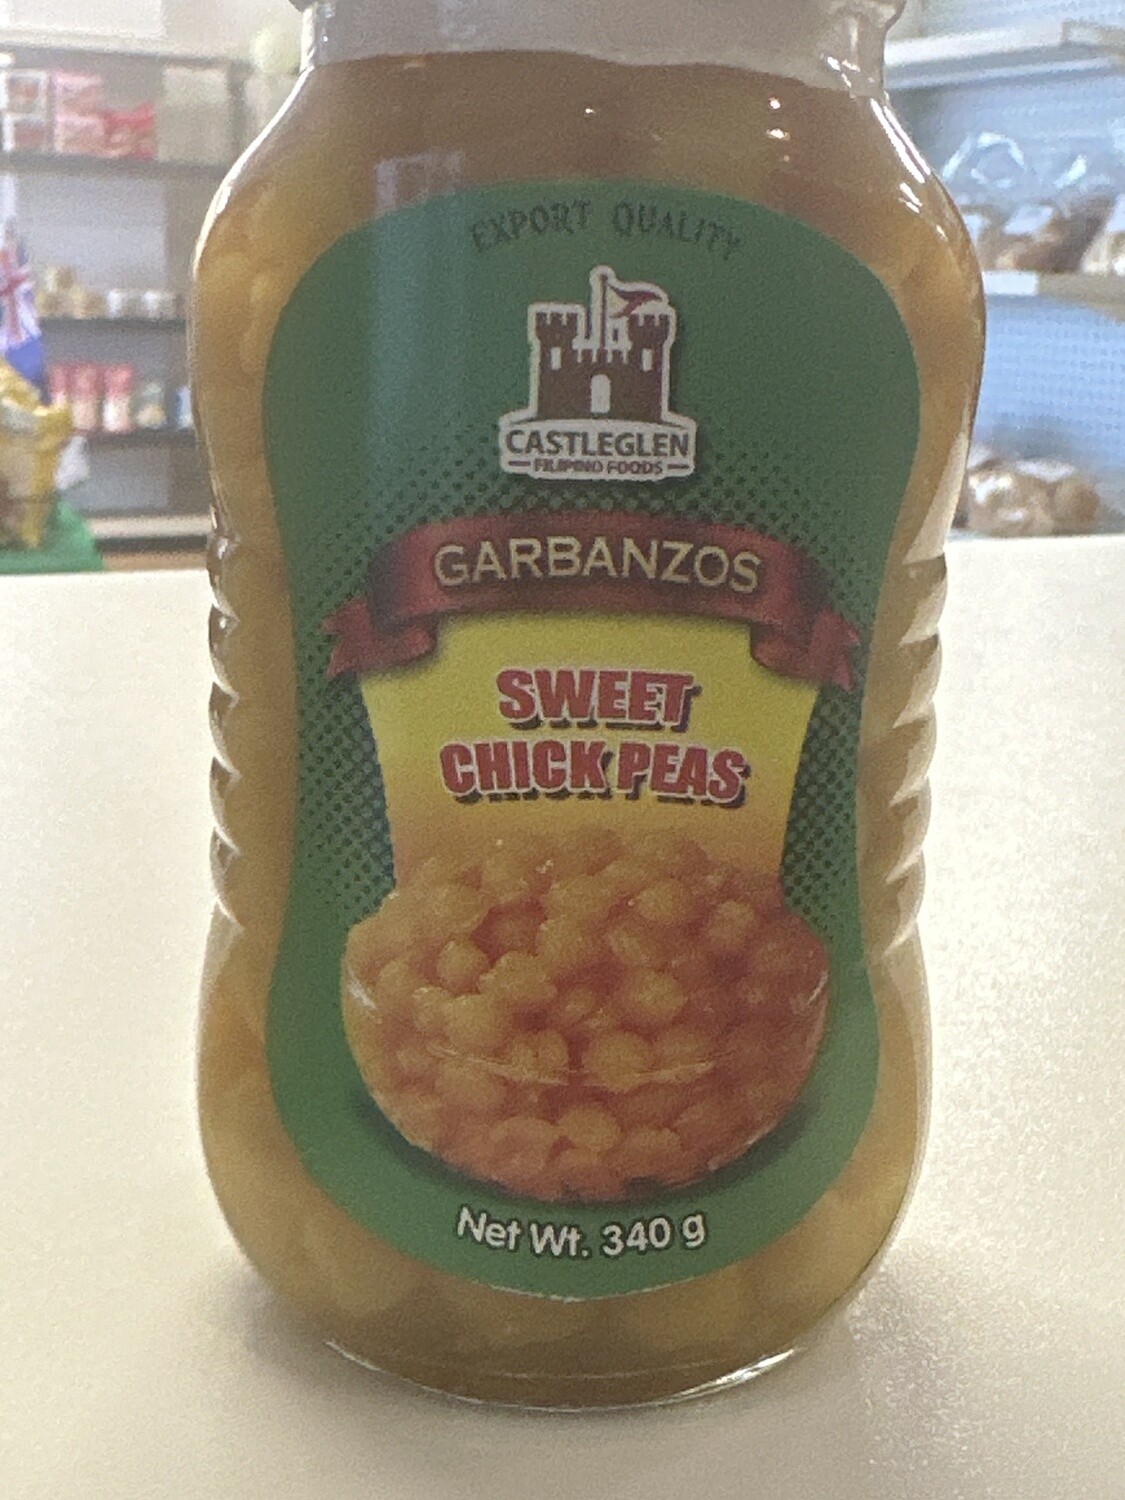 EXPORT QUALITY
CASTLEGLEN
FILIPINO FOODS
GARBANZOS
SWEET
CHICK PEAS
Net Wt. 340 g